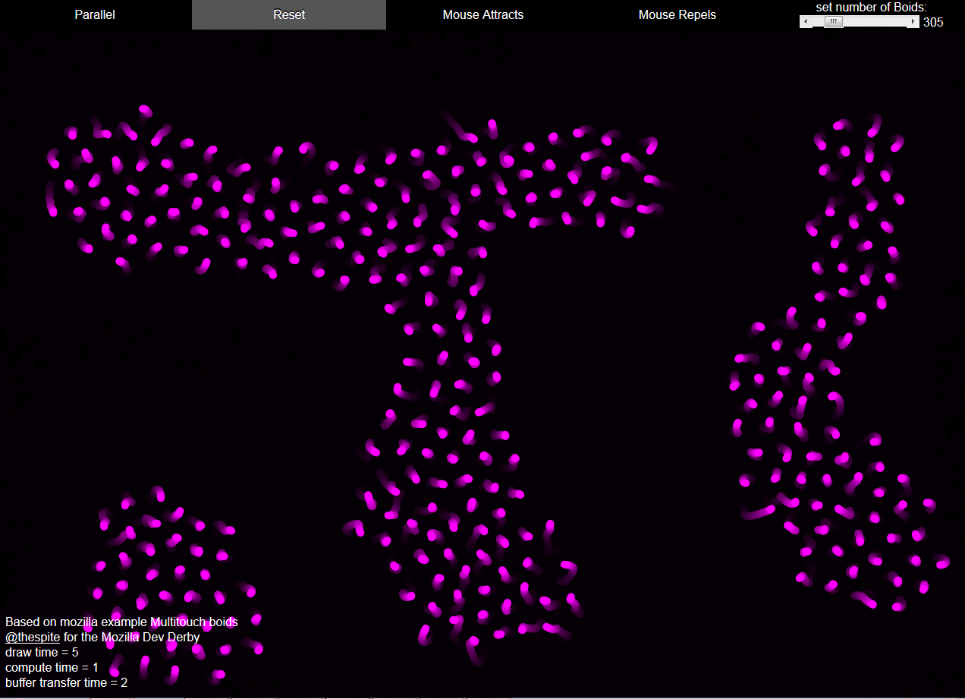 Parallel
Reset
Mouse Attracts
Mouse Repels
set number of Boids:
305
Based on mozilla example Multitouch boids
@thespite for the Mozilla Dev Derby
draw time = 5
compute time = 1
buffer transfer time = 2